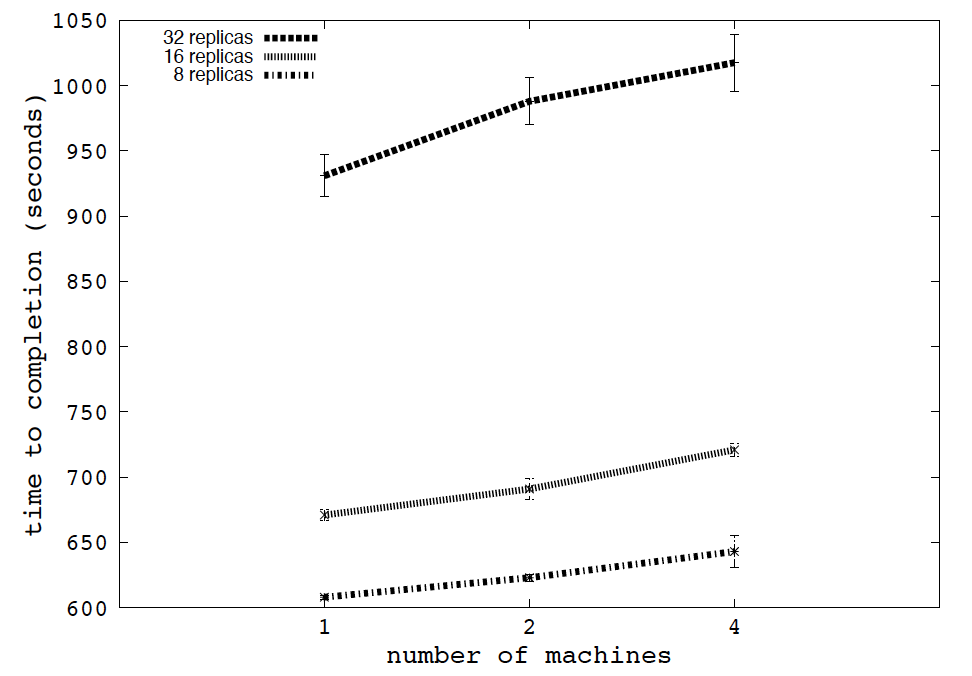 1050
1000
950
900
850
800
750
700
650
600
time to completion (seconds)
32 replicas
16 replicas
8 replicas
1 2 4
number of machines